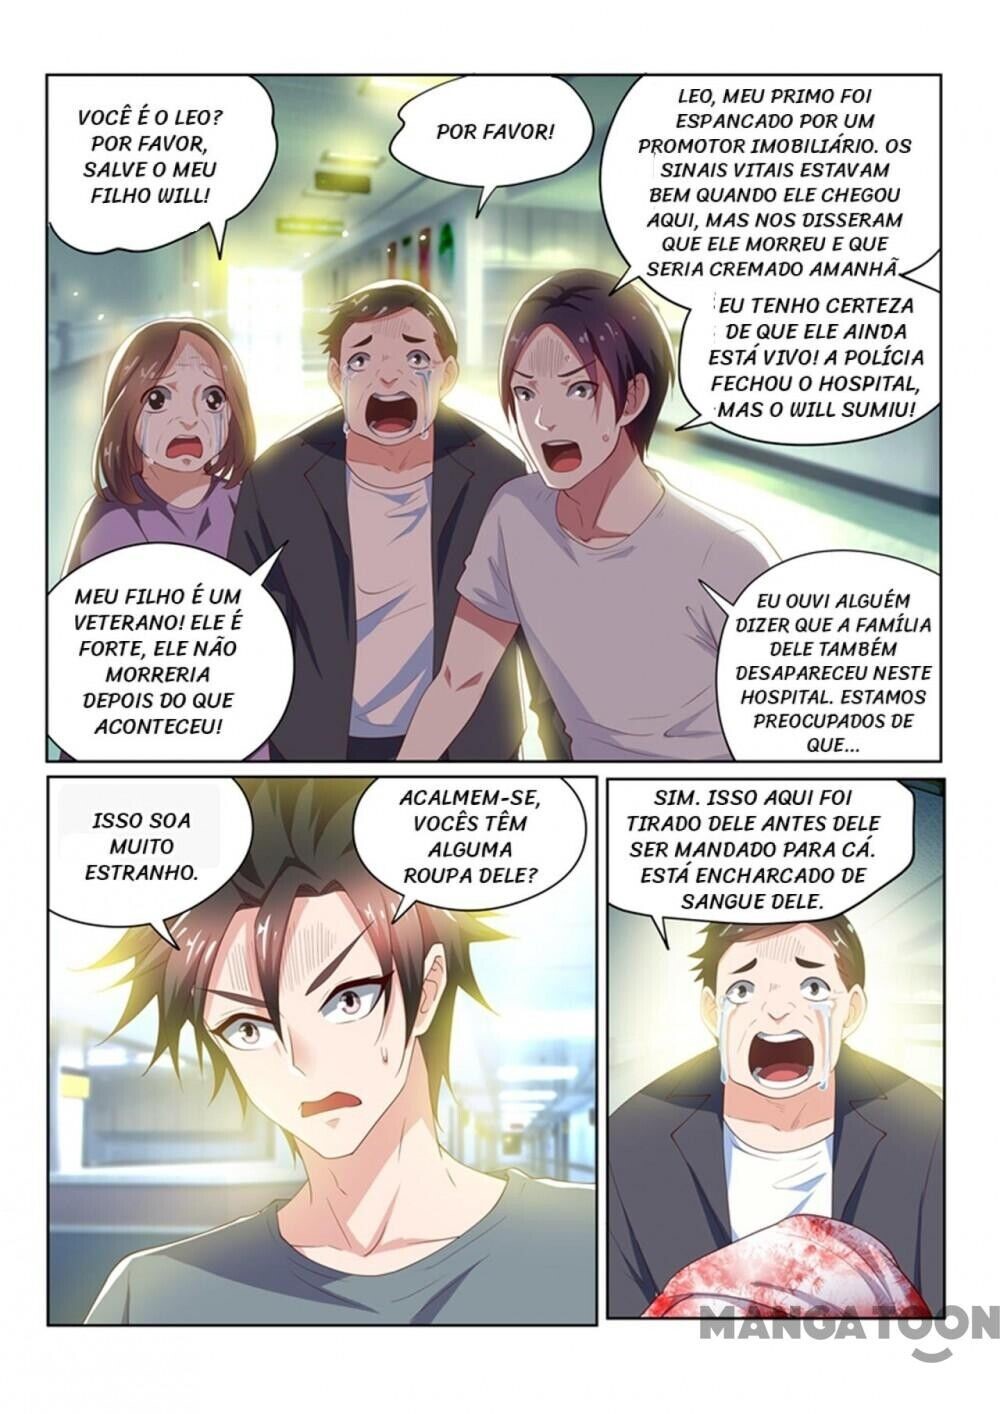 VOCÊ É O LEO?
POR FAVOR,
SALVE O MEU
FILHO WILL!
POR FAVOR!
LEO, MEU PRIMO FOI
ESPANCADO POR UM
PROMOTOR IMOBILIÁRIO. OS
SINAIS VITAIS ESTAVAM
BEM QUANDO ELE CHEGOU
AQUI, MAS NOS DISSERAM
QUE ELE MORREU E QUE
SERIA CREMADO AMANHÃ
EU TENHO CERTEZA
DE QUE ELE AINDA
ESTÁ VIVO! A POLÍCIA
FECHOU O HOSPITAL,
MAS O WILL SUMIU!
MEU FILHO É UM
VETERANO! ELE É
FORTE, ELE NÃO
MORRERIA
DEPOIS DO QUE
ACONTECEU!
EU OUVI ALGUÉM
DIZER QUE A FAMÍLIA
DELE TAMBÉM
DESAPARECEU NESTE
HOSPITAL. ESTAMOS
PREOCUPADOS DE
QUE...
ISSO SOA
MUITO
ESTRANHO.
ACALMEM-SE,
VOCÊS TÊM
ALGUMA
ROUPA DELE?
SIM. ISSO AQUI FOI
TIRADO DELE ANTES DELE
SER MANDADO PARA CÁ.
ESTÁ ENCHARCADO DE
SANGUE DELE.
MANGATOON